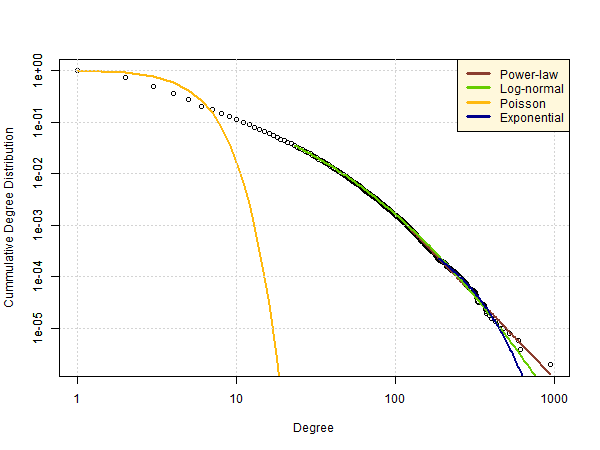 Power-law
Log-normal
Poisson
Exponential
1e+00
1e-01
1e-02
1e-03
1e-04
1e-05
Cummulative Degree Distribution
1 10 100 1000
Degree